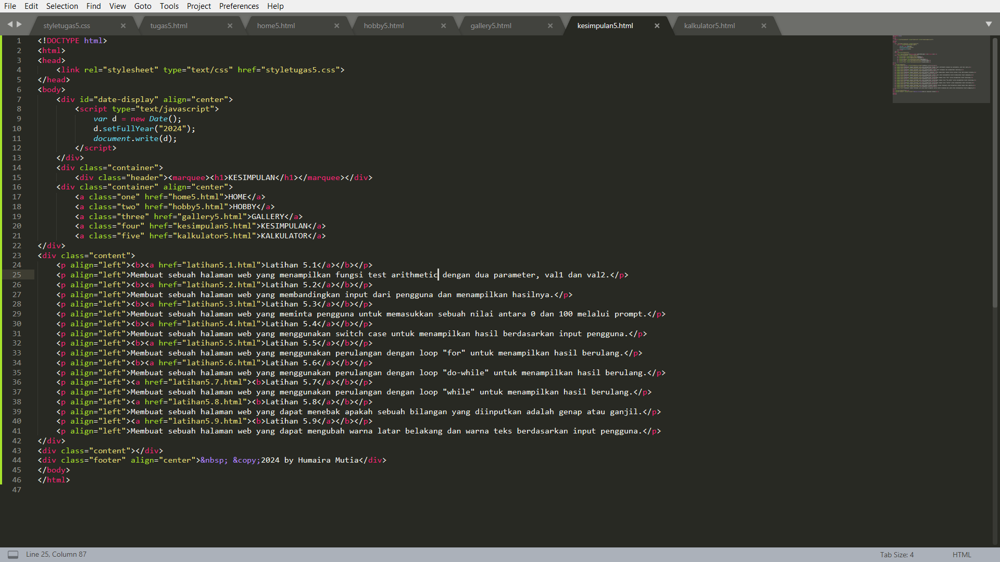 File Edit Selection Find View Goto Tools Project Preferences Help
styletugas5.css tugas5.html home5.html hobby5.html gallery5.html kesimpulan5.html kalkulator5.html
1 <!DOCTYPE html>
2 <html>
3 <head>
4 <link rel="stylesheet" type="text/css" href="styletugas5.css">
5 </head>
6 <body>
7 <div id="date-display" align="center">
8 <script type="text/javascript">
9 var d = new Date();
10 d.setFullYear("2024");
11 document.write(d);
12 </script>
13 </div>
14 <div class="container">
15 <div class="header"><marquee><h1>KESIMPULAN</h1></marquee></div>
16 <div class="container" align="center">
17 <a class="one" href="home5.html">HOME</a>
18 <a class="two" href="hobby5.html">HOBBY</a>
19 <a class="three" href="gallery5.html">GALLERY</a>
20 <a class="four" href="kesimpulan5.html">KESIMPULAN</a>
21 <a class="five" href="kalkulator5.html">KALKULATOR</a>
22 </div>
23 <div class="content">
24 <p align="left"><b><a href="latihan5.1.html">Latihan 5.1</a></b></p>
25 <p align="left">Membuat sebuah halaman web yang menampilkan fungsi test arithmetic dengan dua parameter, val1 dan val2.</p>
26 <p align="left"><b><a href="latihan5.2.html">Latihan 5.2</a></b></p>
27 <p align="left">Membuat sebuah halaman web yang membandingkan input dari pengguna dan menampilkan hasilnya.</p>
28 <p align="left"><b><a href="latihan5.3.html">Latihan 5.3</a></b></p>
29 <p align="left">Membuat sebuah halaman web yang meminta pengguna untuk memasukkan sebuah nilai antara 0 dan 100 melalui prompt.</p>
30 <p align="left"><b><a href="latihan5.4.html">Latihan 5.4</a></b></p>
31 <p align="left">Membuat sebuah halaman web yang menggunakan switch case untuk menampilkan hasil berdasarkan input pengguna.</p>
32 <p align="left"><b><a href="latihan5.5.html">Latihan 5.5</a></b></p>
33 <p align="left">Membuat sebuah halaman web yang menggunakan perulangan dengan loop "for" untuk menampilkan hasil berulang.</p>
34 <p align="left"><b><a href="latihan5.6.html">Latihan 5.6</a></b></p>
35 <p align="left">Membuat sebuah halaman web yang menggunakan perulangan dengan loop "do-while" untuk menampilkan hasil berulang.</p>
36 <p align="left"><a href="latihan5.7.html"><b>Latihan 5.7</a></b></p>
37 <p align="left">Membuat sebuah halaman web yang menggunakan perulangan dengan loop "while" untuk menampilkan hasil berulang.</p>
38 <p align="left"><a href="latihan5.8.html"><b>Latihan 5.8</a></b></p>
39 <p align="left">Membuat sebuah halaman web yang dapat menebak apakah sebuah bilangan yang diinputkan adalah genap atau ganjil.</p>
40 <p align="left"><a href="latihan5.9.html"><b>Latihan 5.9</a></b></p>
41 <p align="left">Membuat sebuah halaman web yang dapat mengubah warna latar belakang dan warna teks berdasarkan input pengguna.</p>
42 </div>
43 <div class="content"></div>
44 <div class="footer" align="center">&nbsp; &copy;2024 by Humaira Mutia</div>
45 </body>
46 </html>
47
Line 25, Column 87 Tab Size: 4 HTML